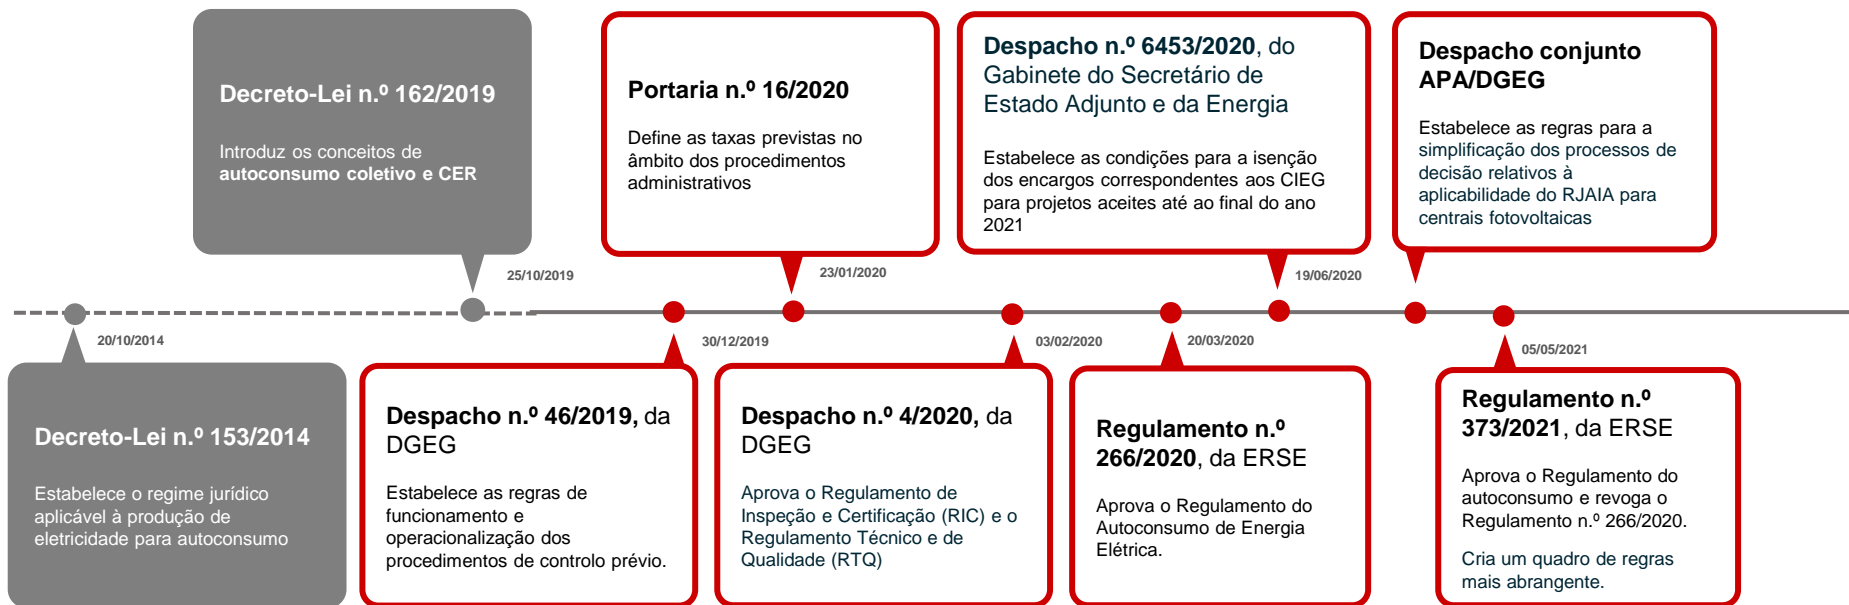 Decreto-Lei n.º 162/2019
Introduz os conceitos de
autoconsumo coletivo e CER
Portaria n.º 16/2020
Define as taxas previstas no
âmbito dos procedimentos
administrativos
Despacho n.º 6453/2020, do
Gabinete do Secretário de
Estado Adjunto e da Energia
Estabelece as condições para a isenção
dos encargos correspondentes aos CIEG
para projetos aceites até ao final do ano
2021
Despacho conjunto
APA/DGEG
Estabelece as regras para a
simplificação dos processos de
decisão relativos à
aplicabilidade do RJAIA para
centrais fotovoltaicas
25/10/2019
23/01/2020
19/06/2020
20/10/2014
30/12/2019
03/02/2020
20/03/2020
05/05/2021
Decreto-Lei n.º 153/2014
Estabelece o regime jurídico
aplicável à produção de
eletricidade para autoconsumo
Despacho n.º 46/2019, da
DGEG
Estabelece as regras de
funcionamento e
operacionalização dos
procedimentos de controlo prévio.
Despacho n.º 4/2020, da
DGEG
Aprova o Regulamento de
Inspeção e Certificação (RIC) e o
Regulamento Técnico e de
Qualidade (RTQ)
Regulamento n.º
266/2020, da ERSE
Aprova o Regulamento do
Autoconsumo de Energia
Elétrica.
Regulamento n.º
373/2021, da ERSE
Aprova o Regulamento do
autoconsumo e revoga o
Regulamento n.º 266/2020.
Cria um quadro de regras
mais abrangente.